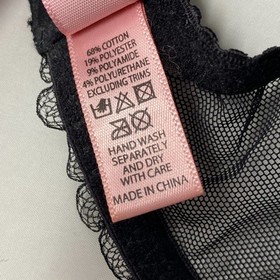 68% COTTON
19% POLYESTER
9% POLYAMIDE
4% POLYURETHANE
EXCLUDING TRIMS
HAND WASH
SEPARATELY
AND DRY
WITH CARE
MADE IN CHINA